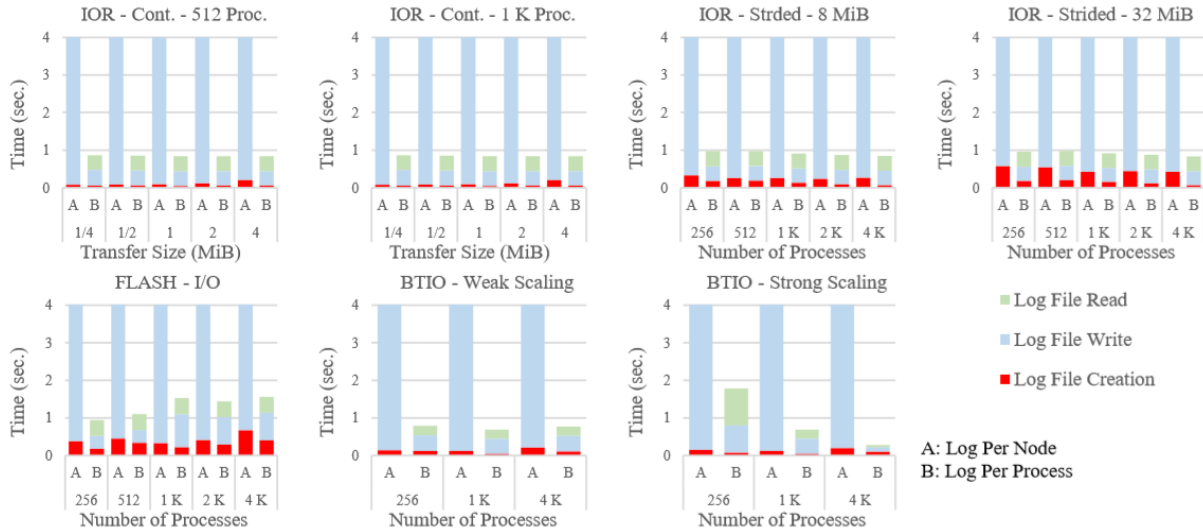 IOR - Cont. - 512 Proc.
4
3
2
1
0
Time (sec.)
A B A B A B A B A B
1/4 1/2 1 2 4
Transfer Size (MiB)
IOR - Cont. - 1 K Proc.
4
3
2
1
0
Time (sec.)
A B A B A B A B A B
1/4 1/2 1 2 4
Transfer Size (MiB)
IOR - Strded - 8 MiB
4
3
2
1
0
Time (sec.)
A B A B A B A B A B
256 512 1 K 2 K 4 K
Number of Processes
IOR - Strided - 32 MiB
4
3
2
1
0
Time (sec.)
A B A B A B A B A B
256 512 1 K 2 K 4 K
Number of Processes
FLASH - I/O
4
3
2
1
0
Time (sec.)
A B A B A B A B A B
256 512 1 K 2 K 4 K
Number of Processes
BTIO - Weak Scaling
4
3
2
1
0
Time (sec.)
A B A B A B
256 1 K 4 K
Number of Processes
BTIO - Strong Scaling
4
3
2
1
0
Time (sec.)
A B A B A B
256 1 K 4 K
Number of Processes
Log File Read
Log File Write
Log File Creation
A: Log Per Node
B: Log Per Process